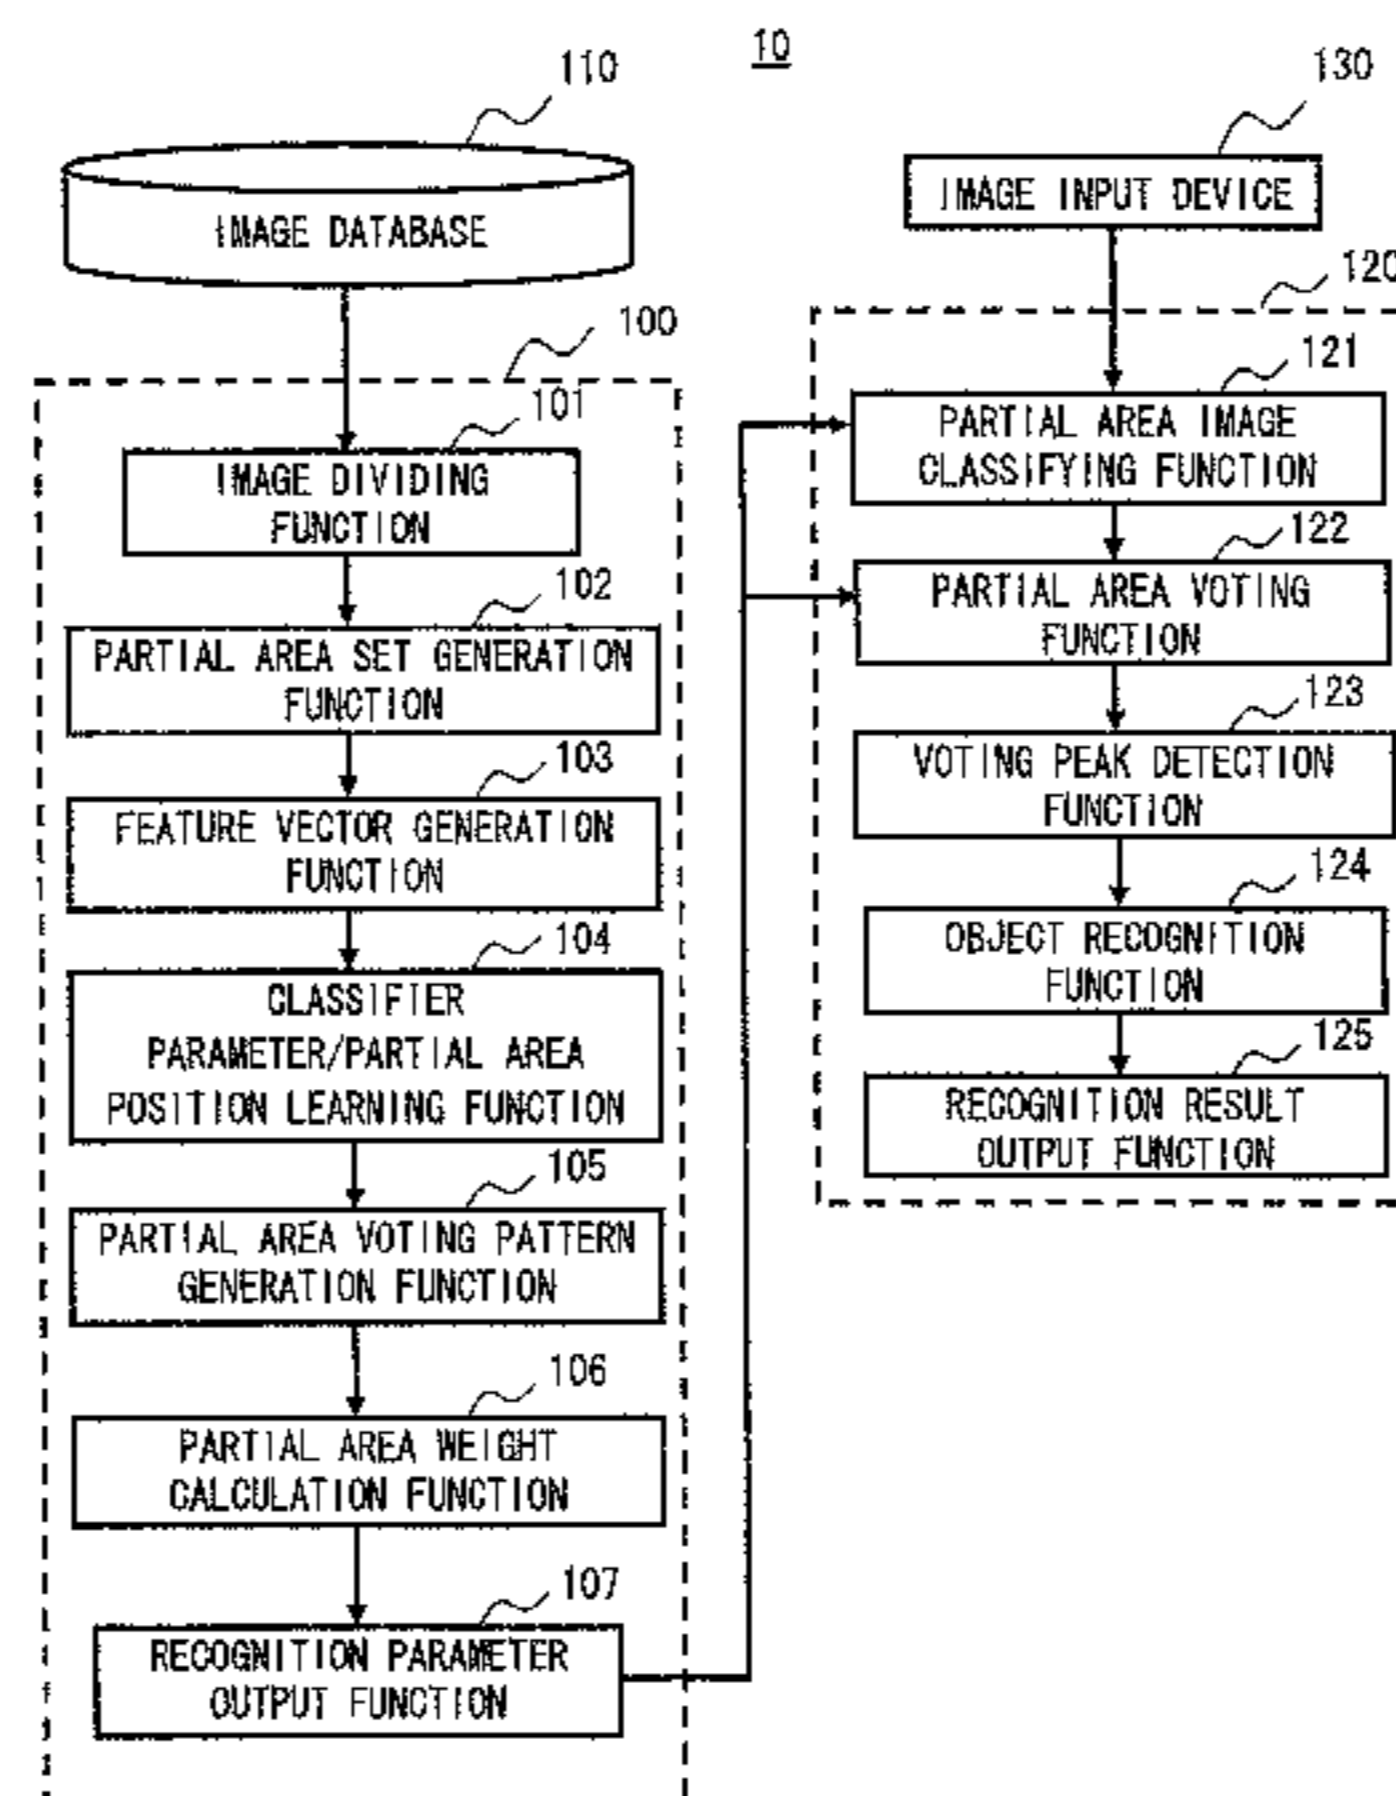 10
110
IMAGE DATABASE
100
101
IMAGE DIVIDING
FUNCTION
102
PARTIAL AREA SET GENERATION
FUNCTION
103
FEATURE VECTOR GENERATION
FUNCTION
104
CLASSIFIER
PARAMETER/PARTIAL AREA
POSITION LEARNING FUNCTION
105
PARTIAL AREA VOTING PATTERN
GENERATION FUNCTION
106
PARTIAL AREA WEIGHT
CALCULATION FUNCTION
107
RECOGNITION PARAMETER
OUTPUT FUNCTION
130
IMAGE INPUT DEVICE
120
121
PARTIAL AREA IMAGE
CLASSIFYING FUNCTION
122
PARTIAL AREA VOTING
FUNCTION
123
VOTING PEAK DETECTION
FUNCTION
124
OBJECT RECOGNITION
FUNCTION
125
RECOGNITION RESULT
OUTPUT FUNCTION